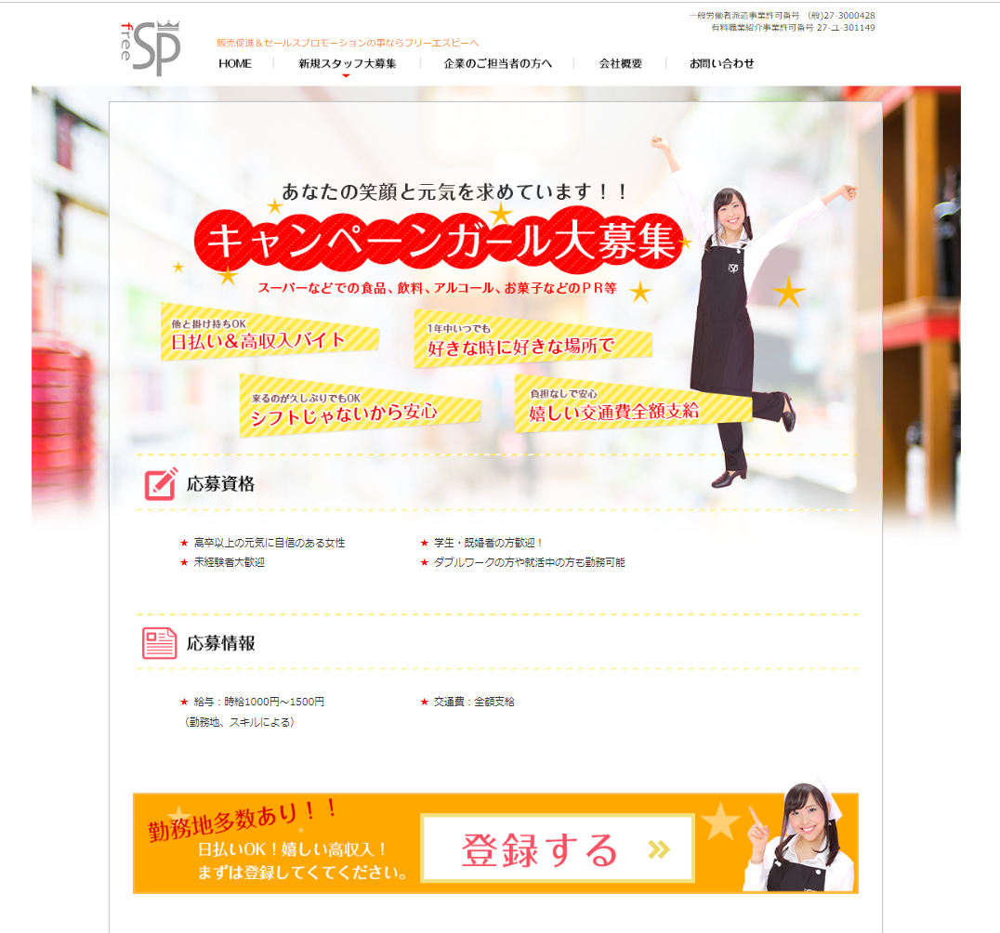 一般労働者派遣事業許可番号 (般)27-3000428
有料職業紹介事業許可番号 27-ユ-301149
free SP
販売促進&セールスプロモーションの事ならフリーエスピーへ
HOME
新規スタッフ大募集
企業のご担当者の方へ
会社概要
お問い合わせ
あなたの笑顔と元気を求めています！！
キャンペーンガール大募集
スーパーなどでの食品、飲料、アルコール、お菓子などのＰＲ等
他と掛け持ちOK
日払い&高収入バイト
1年中いつでも
好きな時に好きな場所で
来るのが久しぶりでもOK
シフトじゃないから安心
負担なしで安心
嬉しい交通費全額支給
fSP
応募資格
★ 高卒以上の元気に自信のある女性
★ 学生・既婚者の方歓迎！
★ 未経験者大歓迎
★ ダブルワークの方や就活中の方も勤務可能
応募情報
★ 給与：時給1000円～1500円
（勤務地、スキルによる）
★ 交通費：全額支給
勤務地多数あり！！
日払いOK！嬉しい高収入！
まずは登録してくてください。
登録する »